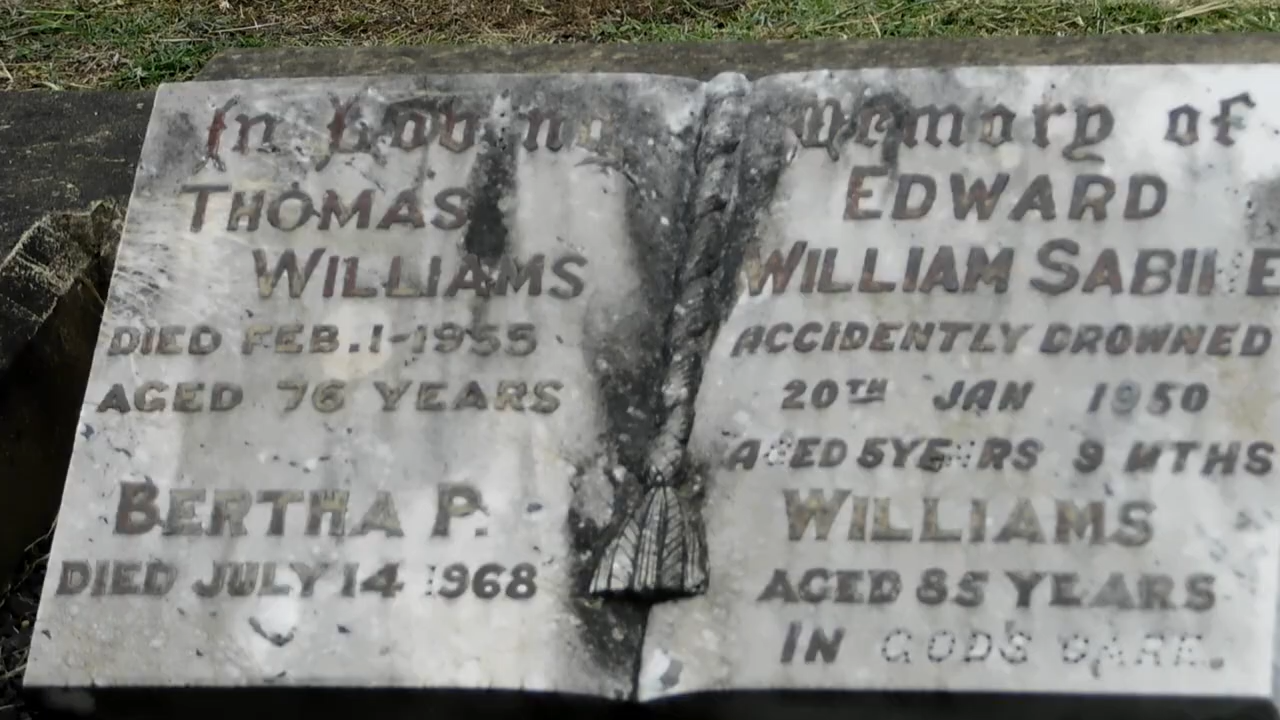 In Loving Memory of
THOMAS
WILLIAMS
DIED FEB. 1-1955
AGED 76 YEARS
EDWARD
WILLIAM SABINE
ACCIDENTLY DROWNED
20TH JAN 1950
AGED 5 YEARS 9 MTHS
BERTHA P. WILLIAMS
DIED JULY 14 1968 AGED 85 YEARS
IN GOD'S CARE.